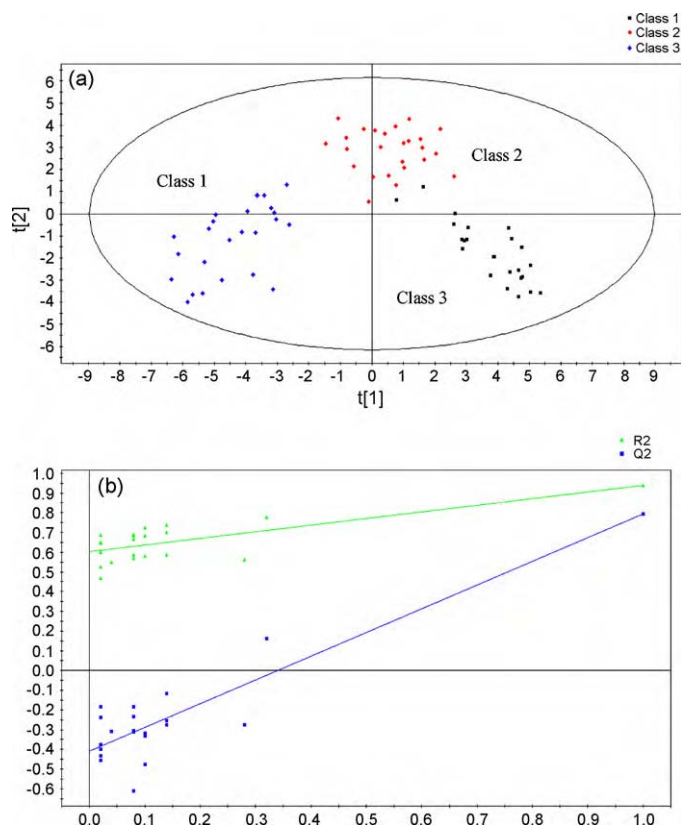 Class 1
Class 2
Class 3
(a)
6
5
4
3
2
1
0
-1
-2
-3
-4
-5
-6
t[2]
Class 1
Class 2
Class 3
-9 -8 -7 -6 -5 -4 -3 -2 -1 0 1 2 3 4 5 6 7 8 9
t[1]
R2
Q2
(b)
1.0
0.9
0.8
0.7
0.6
0.5
0.4
0.3
0.2
0.1
0.0
-0.1
-0.2
-0.3
-0.4
-0.5
-0.6
0.0 0.1 0.2 0.3 0.4 0.5 0.6 0.7 0.8 0.9 1.0